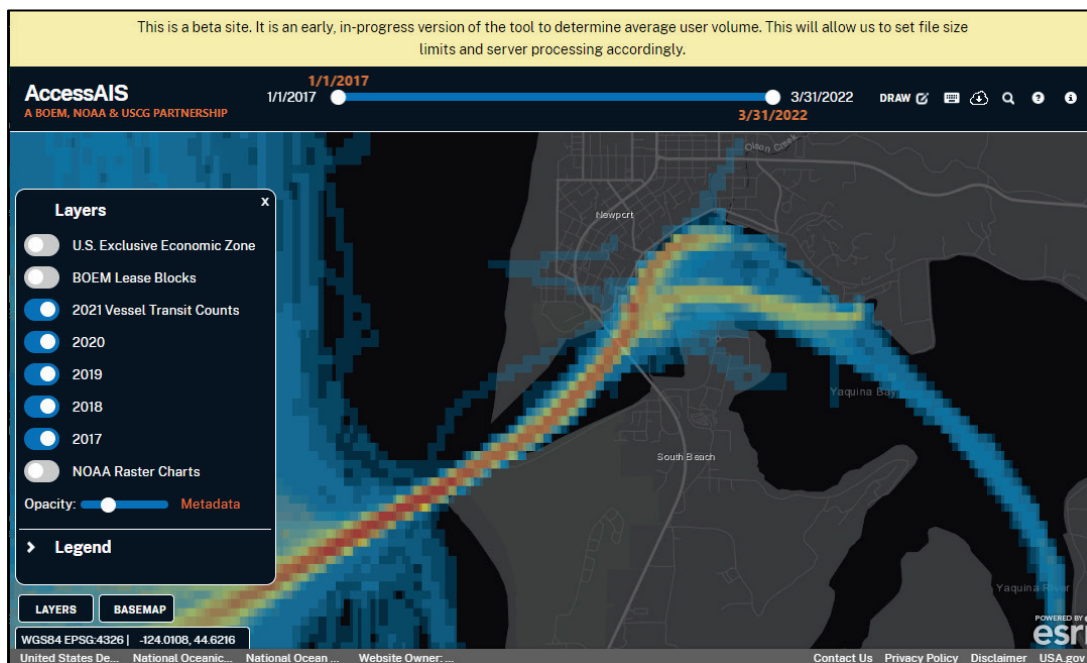 This is a beta site. It is an early, in-progress version of the tool to determine average user volume. This will allow us to set file size
limits and server processing accordingly.
1/1/2017
AccessAIS
1/1/2017
3/31/2022
DRAW
A BOEM, NOAA & USCG PARTNERSHIP
3/31/2022
Olson Creek
Layers
x
Newport
U.S. Exclusive Economic Zone
BOEM Lease Blocks
2021 Vessel Transit Counts
2020
2019
2018
Yaquina Bay
2017
South Beach
NOAA Raster Charts
Opacity:
Metadata
> Legend
Yaquina River
LAYERS
BASEMAP
POWERED BY
esri
WGS84 EPSG:4326 | -124.0108, 44.6216
United States De... National Oceanic... National Ocean ... Website Owner: ...
Contact Us Privacy Policy Disclaimer USA.gov